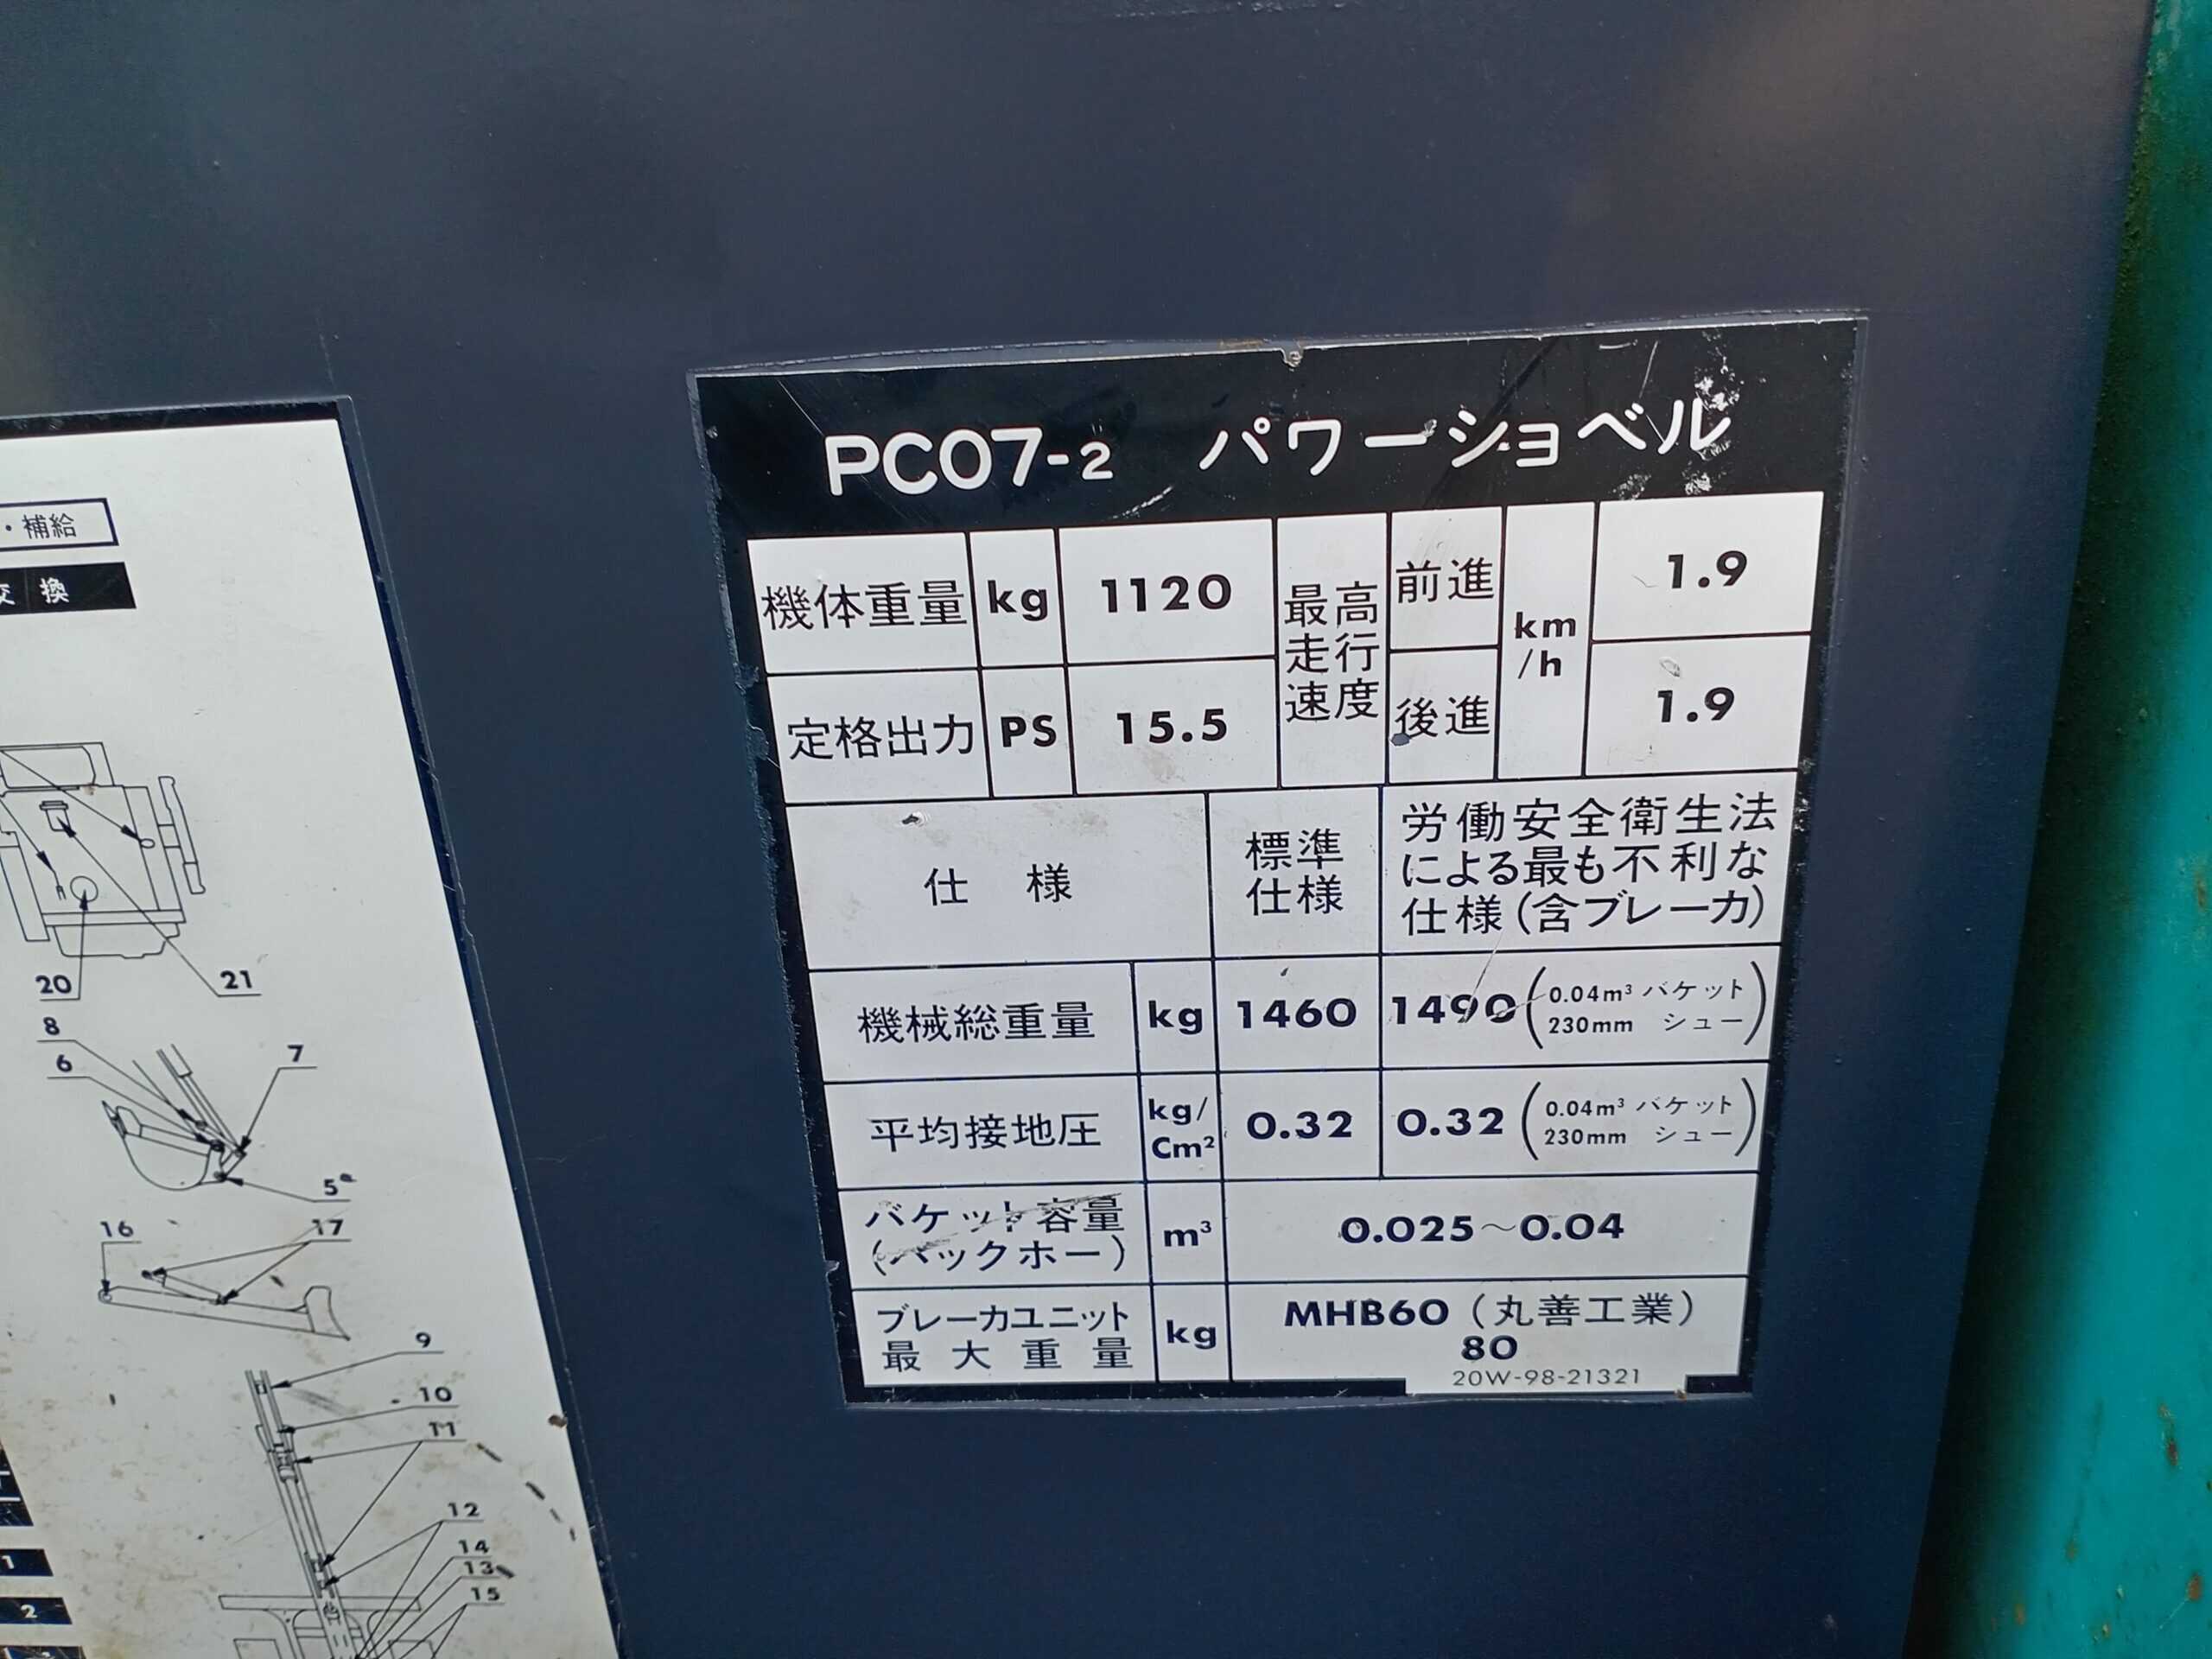 ・補給
交換
20
21
8
6
7
5
16
17
9
10
11
12
14
13
15
1
2
PC07-2 パワーショベル
機体重量 kg 1120 最高走行速度 前進 km/h 1.9
定格出力 PS 15.5 後進 1.9
仕様 標準仕様 労働安全衛生法
による最も不利な
仕様(含ブレーカ)
機械総重量 kg 1460 1490 (0.04m³ バケット
230mm シュー)
平均接地圧 kg/Cm² 0.32 0.32 (0.04m³ バケット
230mm シュー)
バケット容量
(バックホー) m³ 0.025~0.04
ブレーカユニット
最大重量 kg MHB60 (丸善工業)
80
20W-98-21321